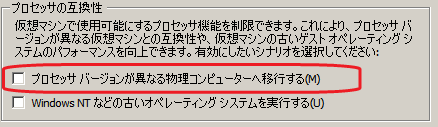 プロセッサの互換性
仮想マシンで使用可能にするプロセッサ機能を制限できます。これにより、プロセッサ バ
ージョンが異なる仮想マシンとの互換性や、仮想マシンの古いゲスト オペレーティング シ
ステムのパフォーマンスを向上できます。有効にしたいシナリオを選択してください:
プロセッサ バージョンが異なる物理コンピューターへ移行する(M)
Windows NT などの古いオペレーティング システムを実行する(U)